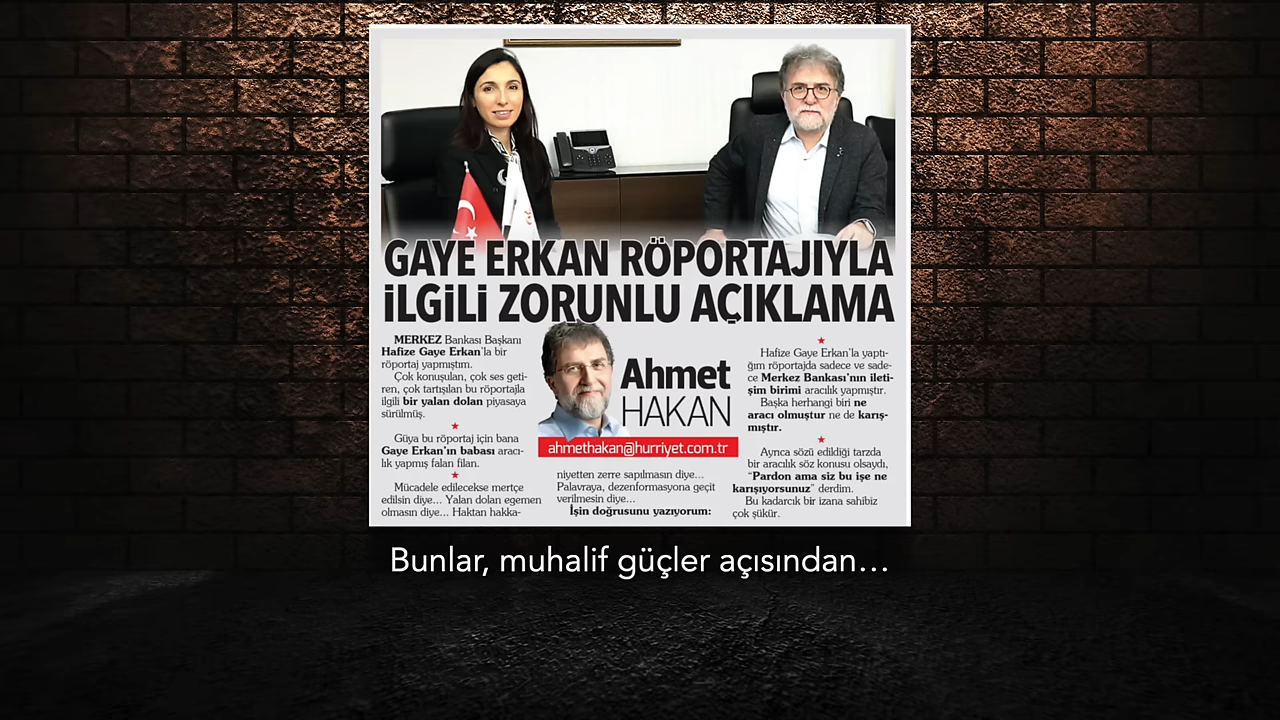 GAYE ERKAN RÖPORTAJIYLA
İLGİLİ ZORUNLU AÇIKLAMA
MERKEZ Bankası Başkanı
Hafize Gaye Erkan'la bir
röportaj yapmıştım.
Çok konuşulan, çok ses geti-
ren, çok tartışılan bu röportajla
ilgili bir yalan dolan piyasaya
sürülmüş.
★
Güya bu röportaj için bana
Gaye Erkan'ın babası aracı-
lık yapmış falan filan.
★
Mücadele edilecekse mertçe
edilsin diye... Yalan dolan egemen
olmasın diye... Haktan hakka-
Ahmet
HAKAN
ahmethakan@hurriyet.com.tr
niyetten zerre sapılmasın diye...
Palavraya, dezenformasyona geçit
verilmesin diye...
İşin doğrusunu yazıyorum:
★
Hafize Gaye Erkan'la yaptı-
ğım röportajda sadece ve sade-
ce Merkez Bankası'nın ileti-
şim birimi aracılık yapmıştır.
Başka herhangi biri ne
aracı olmuştur ne de karış-
mıştır.
★
Ayrıca sözü edildiği tarzda
bir aracılık söz konusu olsaydı,
“Pardon ama siz bu işe ne
karışıyorsunuz” derdim.
Bu kadarcık bir izana sahibiz
çok şükür.
Bunlar, muhalif güçler açısından…